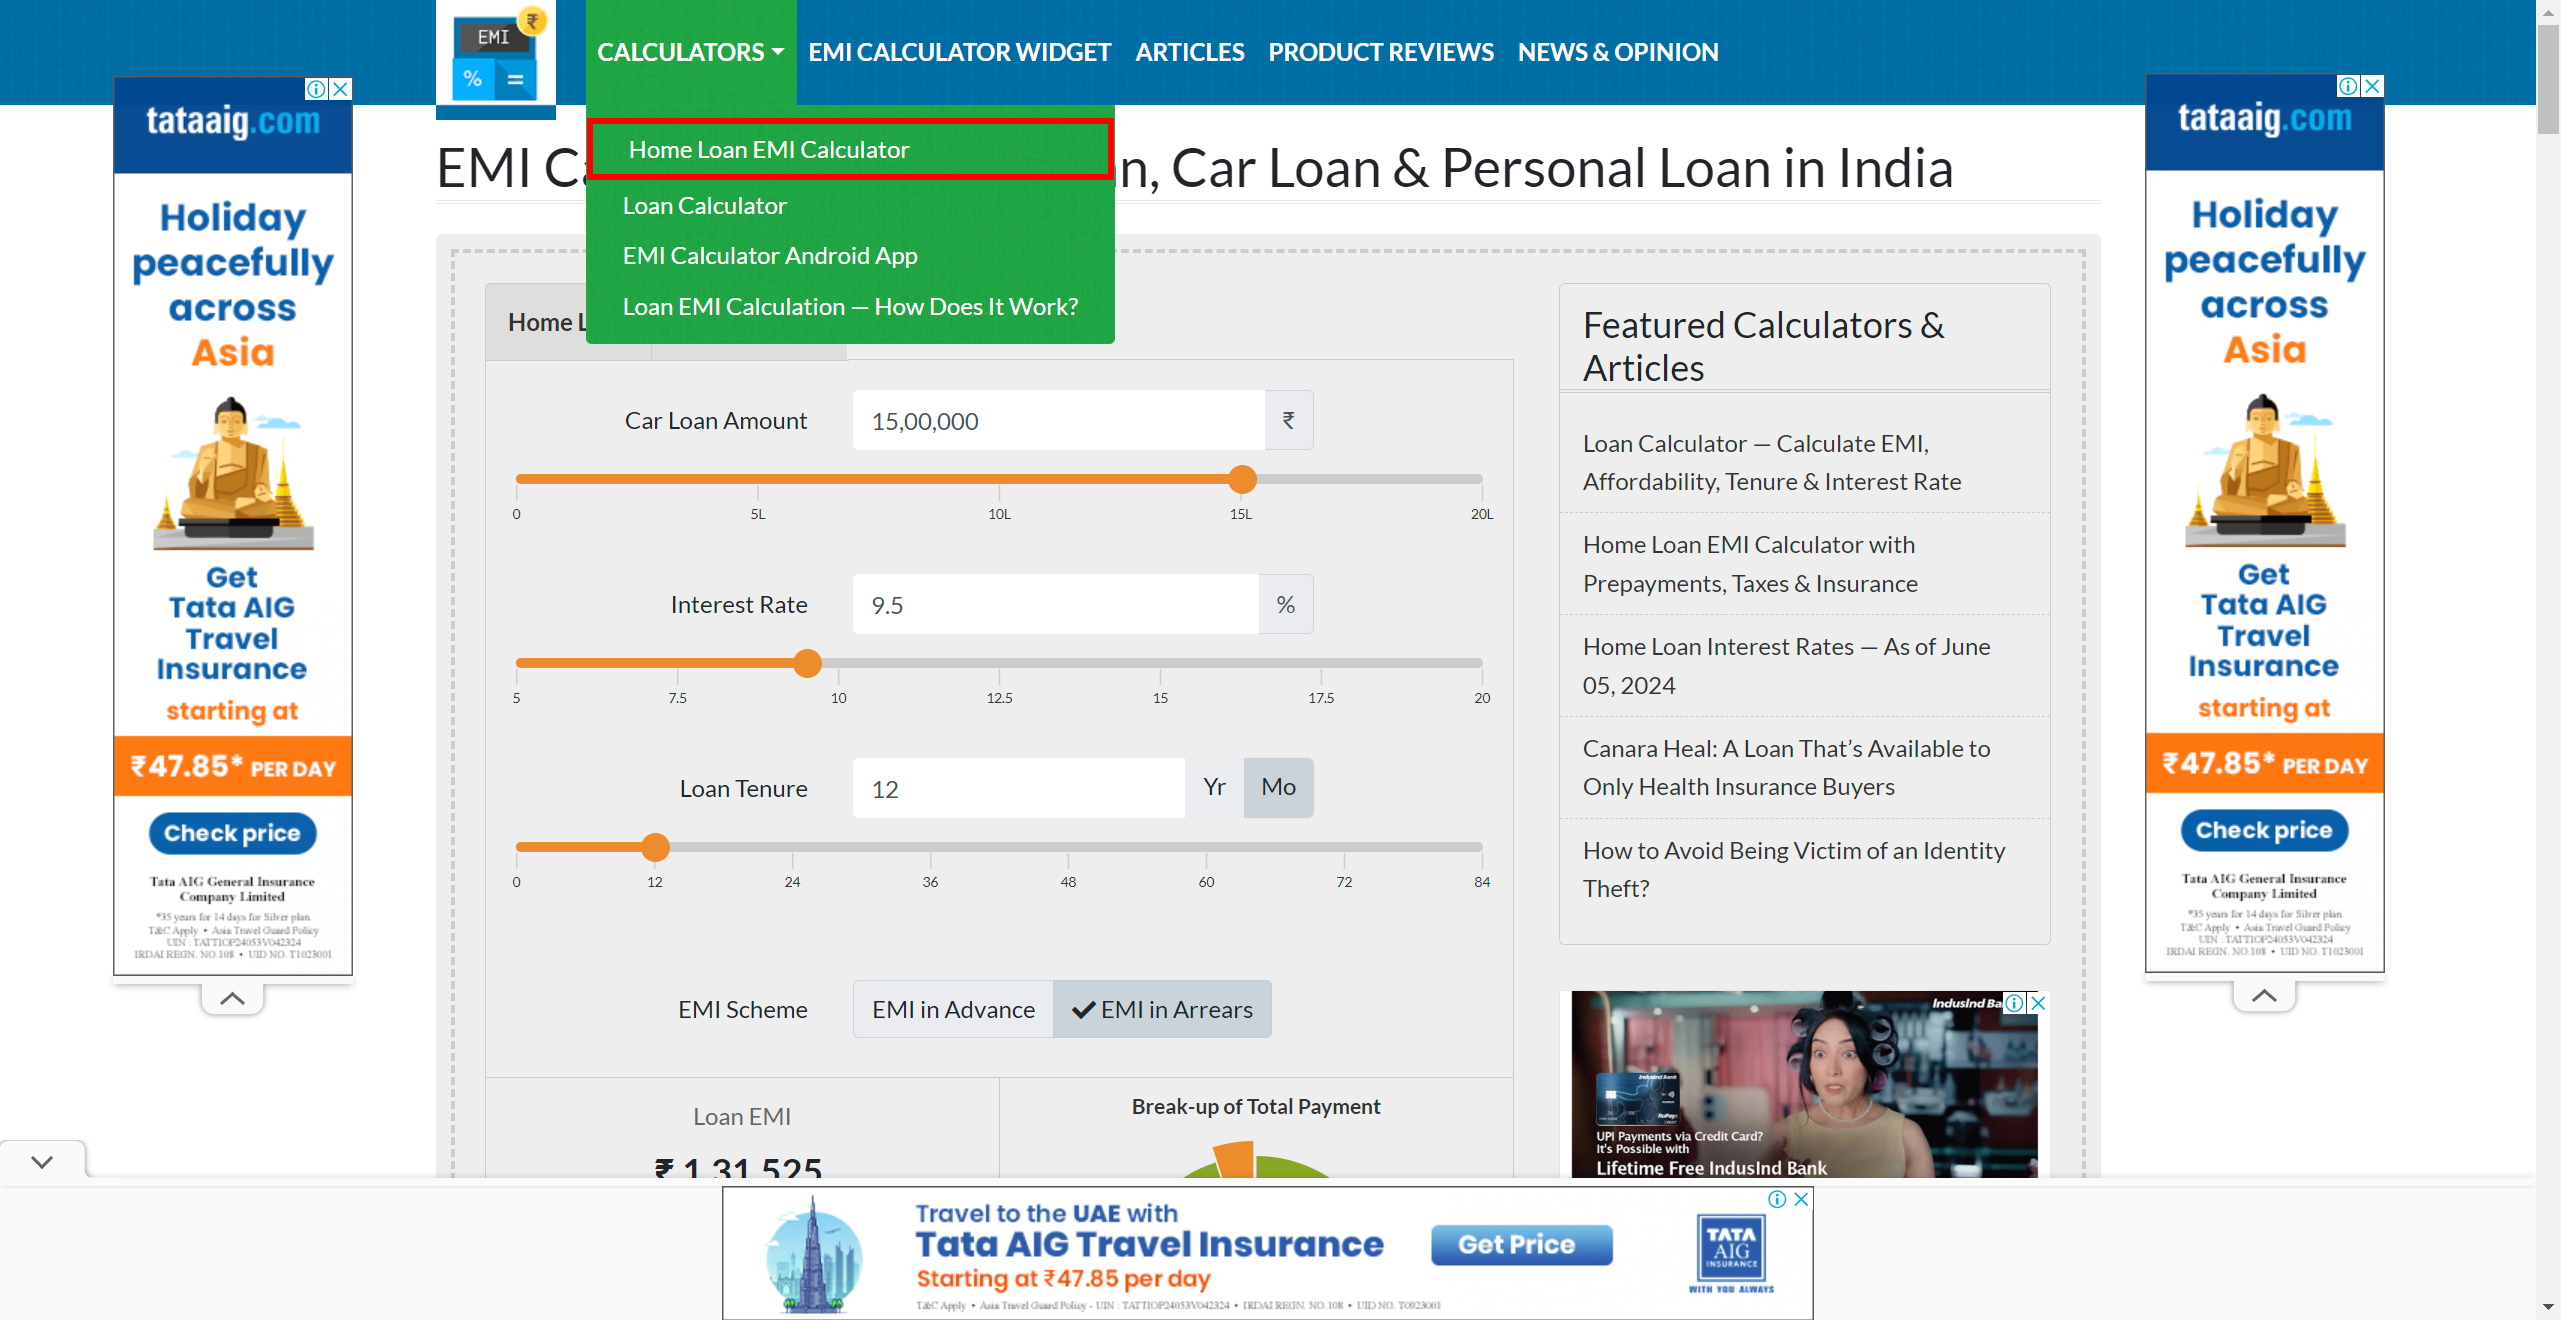 EMI
₹
%
=
CALCULATORS
EMI CALCULATOR WIDGET
ARTICLES
PRODUCT REVIEWS
NEWS & OPINION
Home Loan EMI Calculator
Loan Calculator
EMI Calculator Android App
Loan EMI Calculation — How Does It Work?
EMI C
n, Car Loan & Personal Loan in India
tataaig.com
Holiday
peacefully
across
Asia
Get
Tata AIG
Travel
Insurance
starting at
₹47.85* PER DAY
Check price
Tata AIG General Insurance
Company Limited
*35 years for 14 days for Silver plan
T&C Apply • Asia Travel Guard Policy
UIN : TATTIOP24053V042324
IRDAI REGN. NO.108 • UID NO. T1023001
Home L
Car Loan Amount
15,00,000
₹
0
5L
10L
15L
20L
Interest Rate
9.5
%
5
7.5
10
12.5
15
17.5
20
Loan Tenure
12
Yr
Mo
0
12
24
36
48
60
72
84
EMI Scheme
EMI in Advance
EMI in Arrears
Loan EMI
₹ 1,31,525
Break-up of Total Payment
Featured Calculators &
Articles
Loan Calculator — Calculate EMI,
Affordability, Tenure & Interest Rate
Home Loan EMI Calculator with
Prepayments, Taxes & Insurance
Home Loan Interest Rates — As of June
05, 2024
Canara Heal: A Loan That’s Available to
Only Health Insurance Buyers
How to Avoid Being Victim of an Identity
Theft?
IndusInd Ba
IndusInd Bank
RuPay
UPI Payments via Credit Card?
It's Possible with
Lifetime Free IndusInd Bank
tataaig.com
Holiday
peacefully
across
Asia
Get
Tata AIG
Travel
Insurance
starting at
₹47.85* PER DAY
Check price
Tata AIG General Insurance
Company Limited
*35 years for 14 days for Silver plan
T&C Apply • Asia Travel Guard Policy
UIN : TATTIOP24053V042324
IRDAI REGN. NO.108 • UID NO. T1023001
Travel to the UAE with
Tata AIG Travel Insurance
Starting at ₹47.85 per day
T&C Apply • Asia Travel Guard Policy - UIN : TATTIOP24053V042324 • IRDAI REGN. NO.108 • UID NO. T0923001
Get Price
TATA
AIG
INSURANCE
WITH YOU ALWAYS